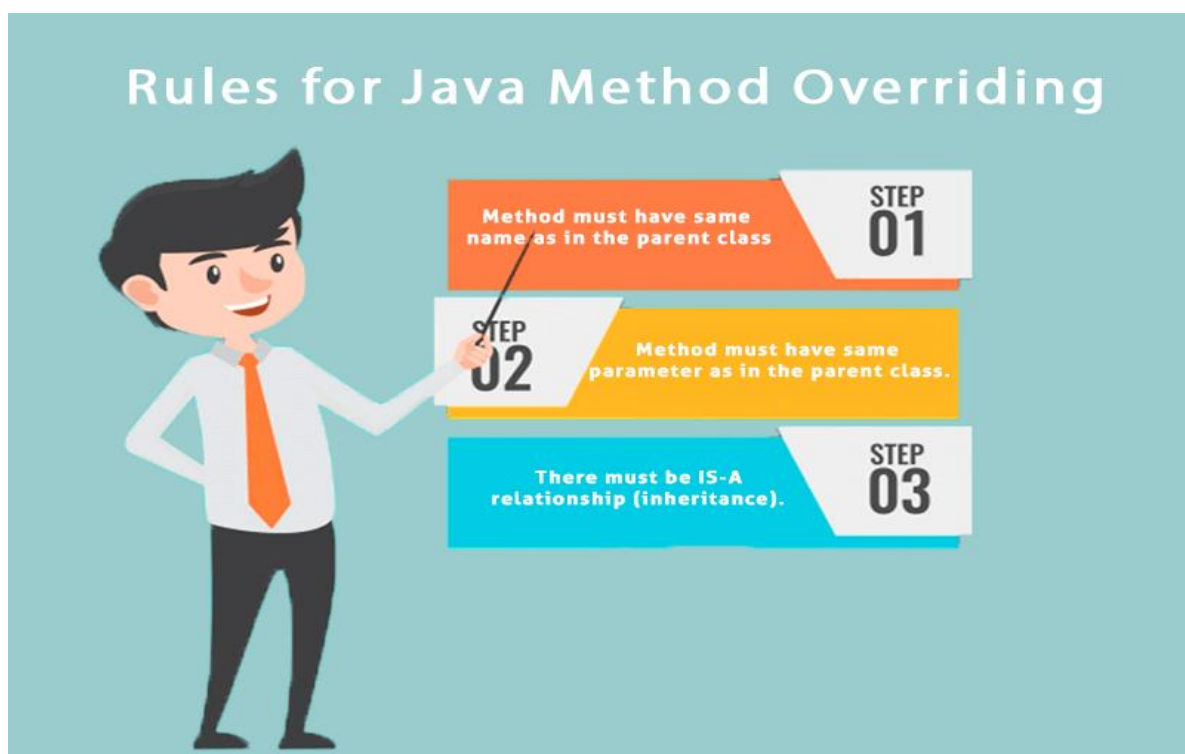 Rules for Java Method Overriding
Method must have same
name as in the parent class
STEP
01
STEP
02
Method must have same
parameter as in the parent class.
There must be IS-A
relationship (inheritance).
STEP
03